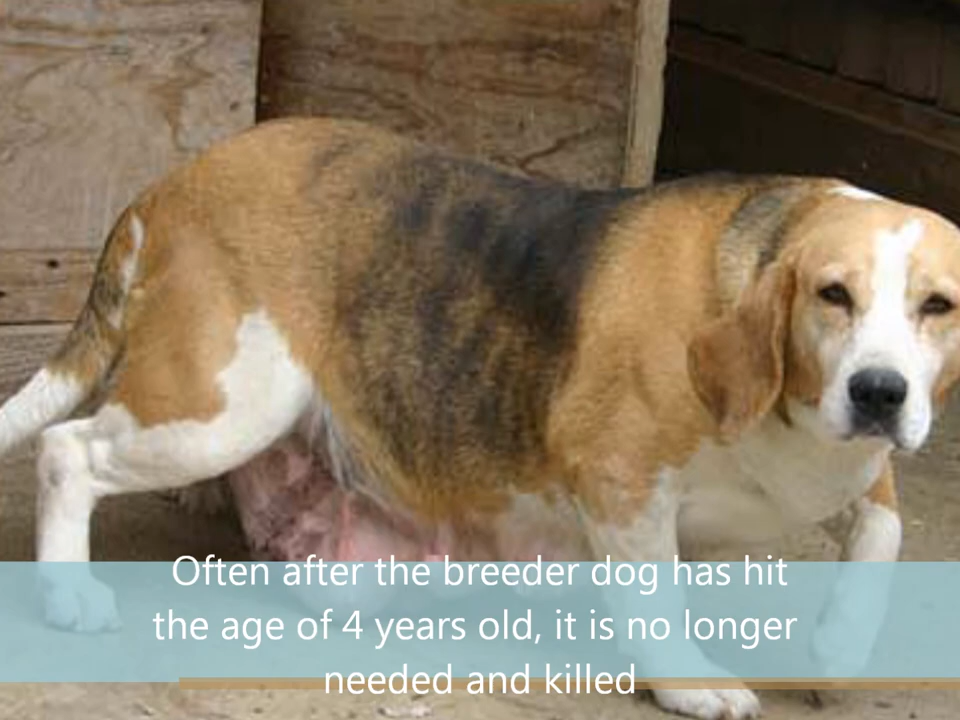 Often after the breeder dog has hit
the age of 4 years old, it is no longer
needed and killed